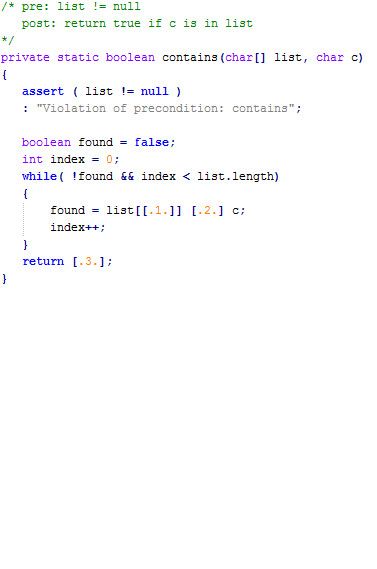 /* pre: list != null
post: return true if c is in list
*/
private static boolean contains(char[] list, char c)
{
assert ( list != null )
: "Violation of precondition: contains";
boolean found = false;
int index = 0;
while( !found && index < list.length)
{
found = list[[.1.]] [.2.] c;
index++;
}
return [.3.];
}